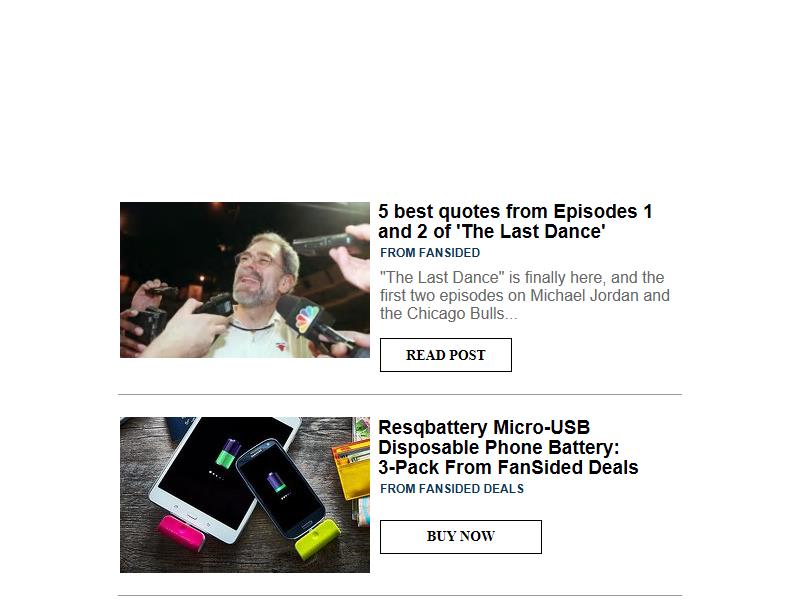 5 best quotes from Episodes 1
and 2 of 'The Last Dance'
FROM FANSIDED
"The Last Dance" is finally here, and the
first two episodes on Michael Jordan and
the Chicago Bulls...
READ POST
Resqbattery Micro-USB
Disposable Phone Battery:
3-Pack From FanSided Deals
FROM FANSIDED DEALS
BUY NOW